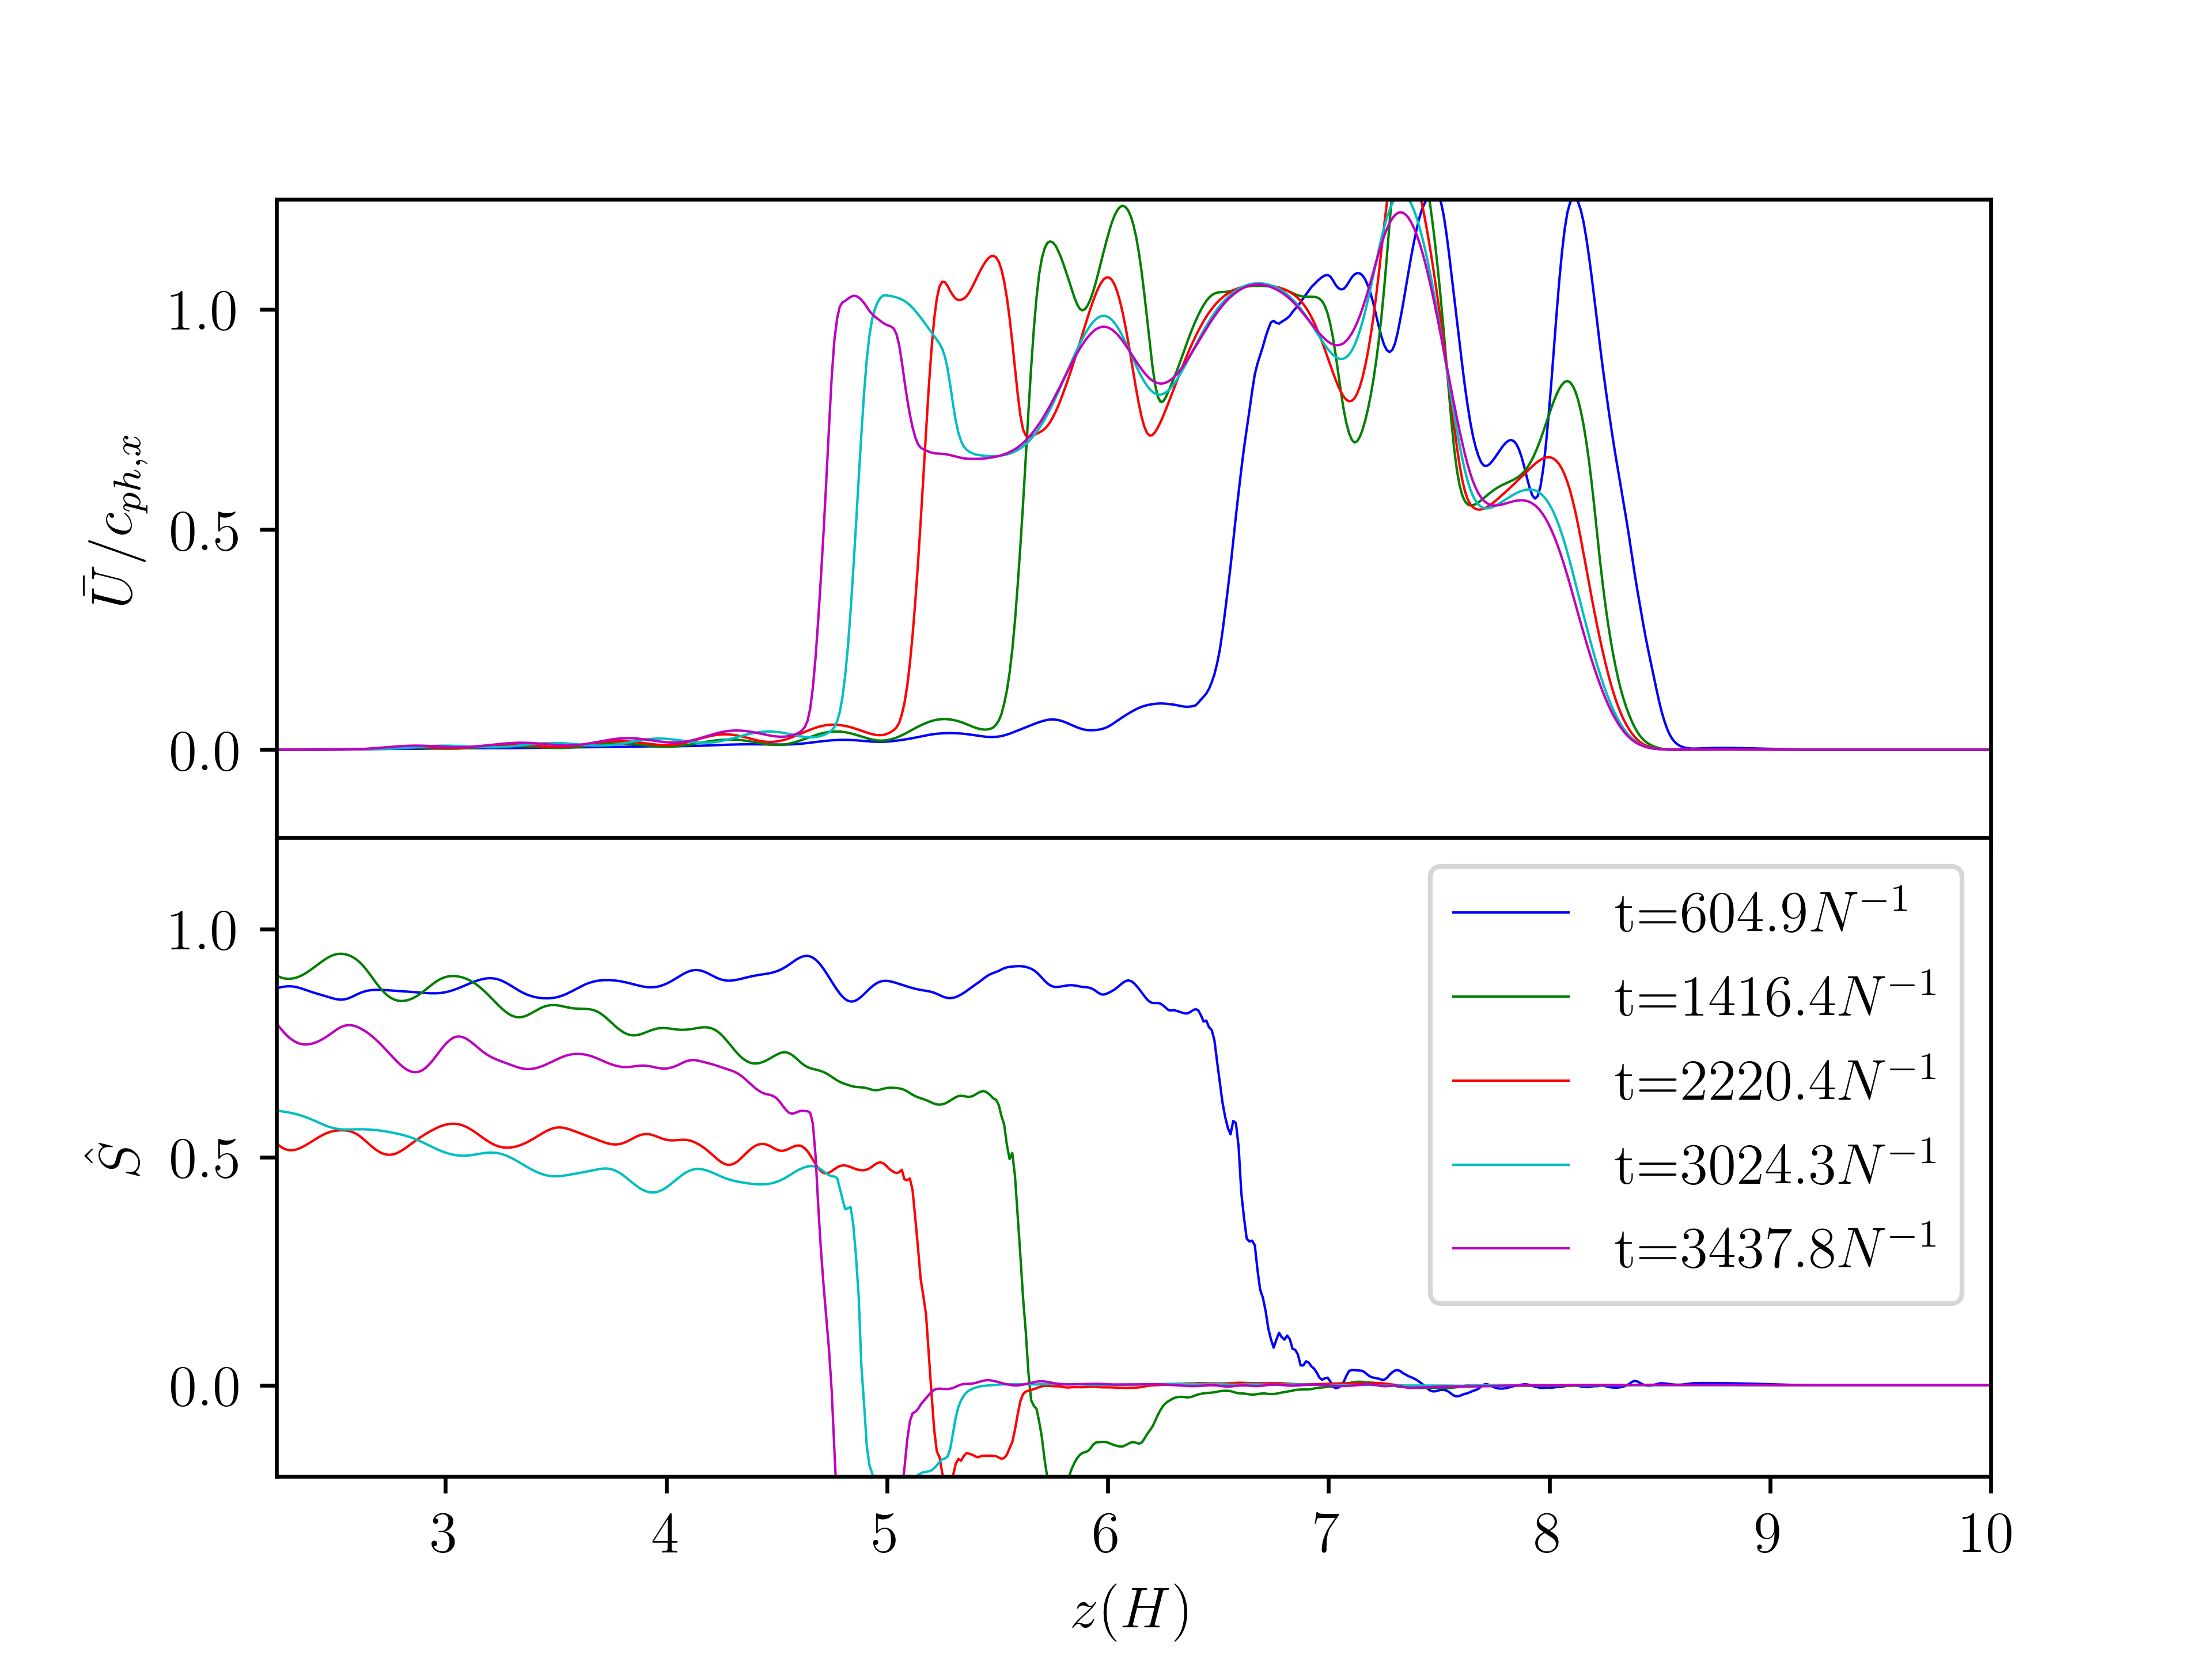 1.0
0.5
0.0
Ū/c_{ph,x}
1.0
0.5
0.0
Ŝ
t=604.9N⁻¹
t=1416.4N⁻¹
t=2220.4N⁻¹
t=3024.3N⁻¹
t=3437.8N⁻¹
3 4 5 6 7 8 9 10
z(H)